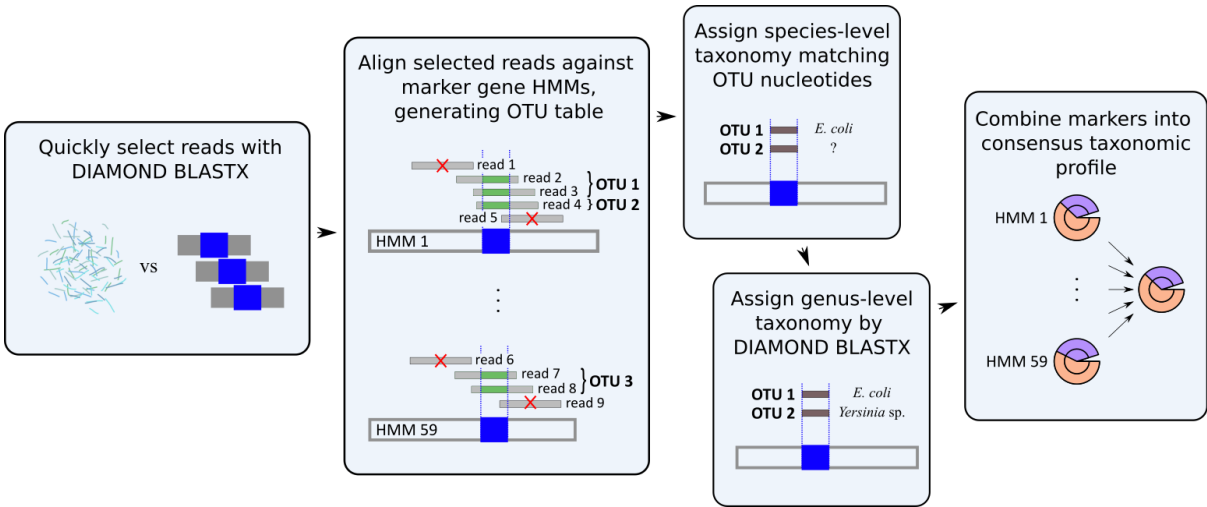 Quickly select reads with
DIAMOND BLASTX
vs
Align selected reads against
marker gene HMMs,
generating OTU table
read 1
read 2
read 3
OTU 1
read 4
OTU 2
read 5
HMM 1
...
read 6
read 7
read 8
OTU 3
read 9
HMM 59
Assign species-level
taxonomy matching
OTU nucleotides
OTU 1 E. coli
OTU 2 ?
Assign genus-level
taxonomy by
DIAMOND BLASTX
OTU 1 E. coli
OTU 2 Yersinia sp.
Combine markers into
consensus taxonomic
profile
HMM 1
...
HMM 59